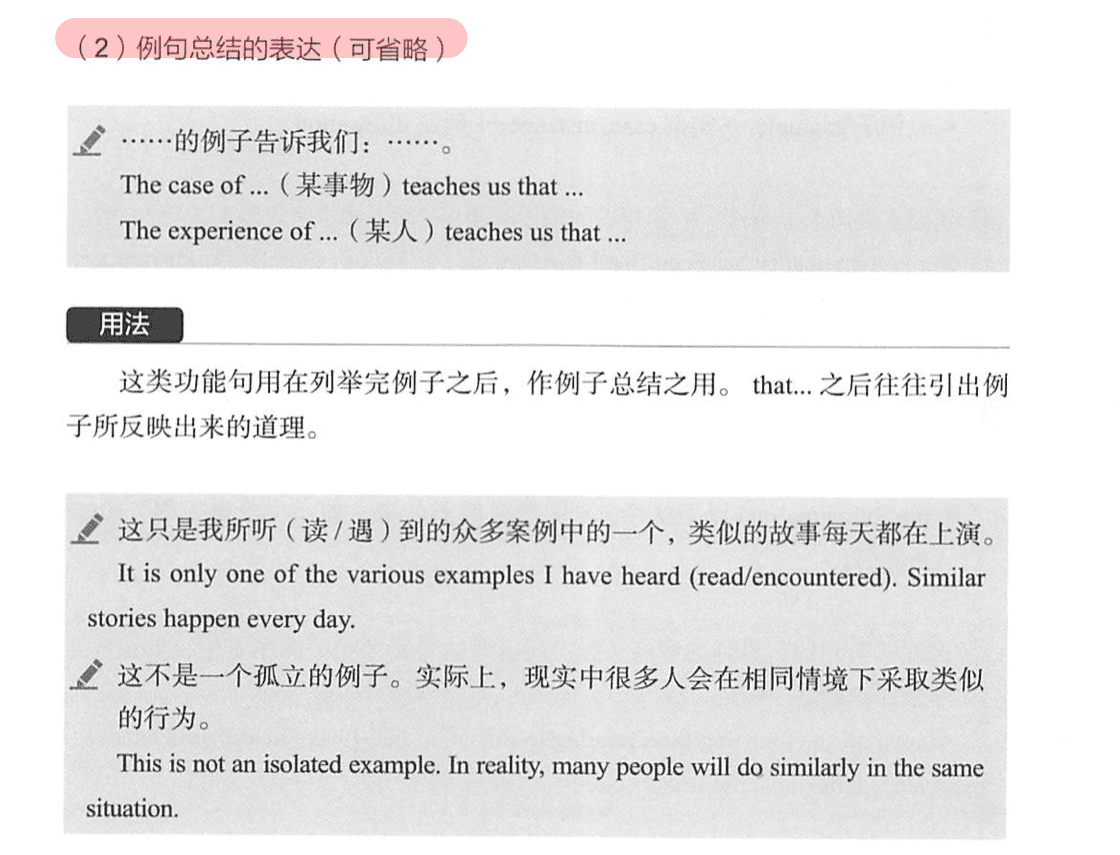 （2）例句总结的表达（可省略）
……的例子告诉我们：……。
The case of ...（某事物）teaches us that ...
The experience of ...（某人）teaches us that ...
用法
这类功能句用在列举完例子之后，作例子总结之用。 that... 之后往往引出例
子所反映出来的道理。
这只是我所听（读 / 遇）到的众多案例中的一个，类似的故事每天都在上演。
It is only one of the various examples I have heard (read/encountered). Similar
stories happen every day.
这不是一个孤立的例子。实际上，现实中很多人会在相同情境下采取类似
的行为。
This is not an isolated example. In reality, many people will do similarly in the same
situation.